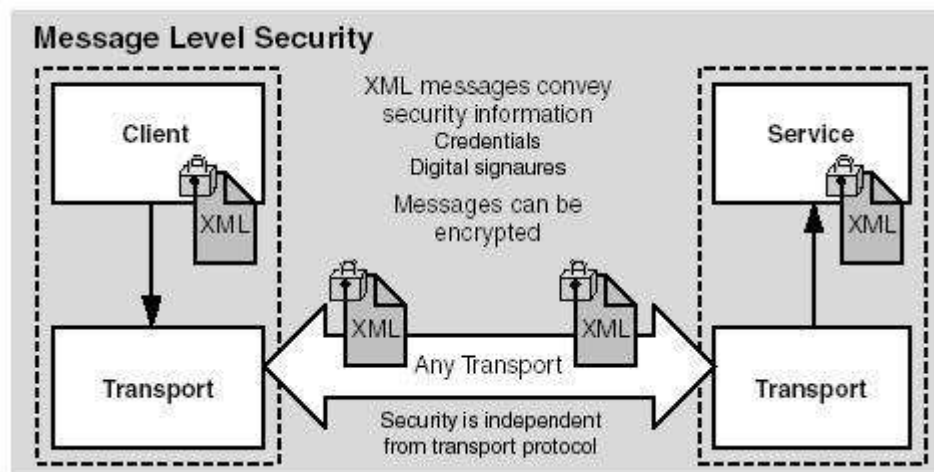 Message Level Security
Client
XML
XML messages convey
security information
Credentials
Digital signaures
Messages can be
encrypted
Service
XML
XML
XML
Transport
Any Transport
Transport
Security is independent
from transport protocol